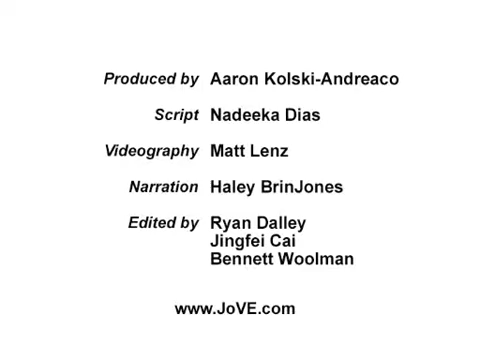 Produced by Aaron Kolski-Andreaco
Script Nadeeka Dias
Videography Matt Lenz
Narration Haley BrinJones
Edited by Ryan Dalley
Jingfei Cai
Bennett Woolman
www.JoVE.com